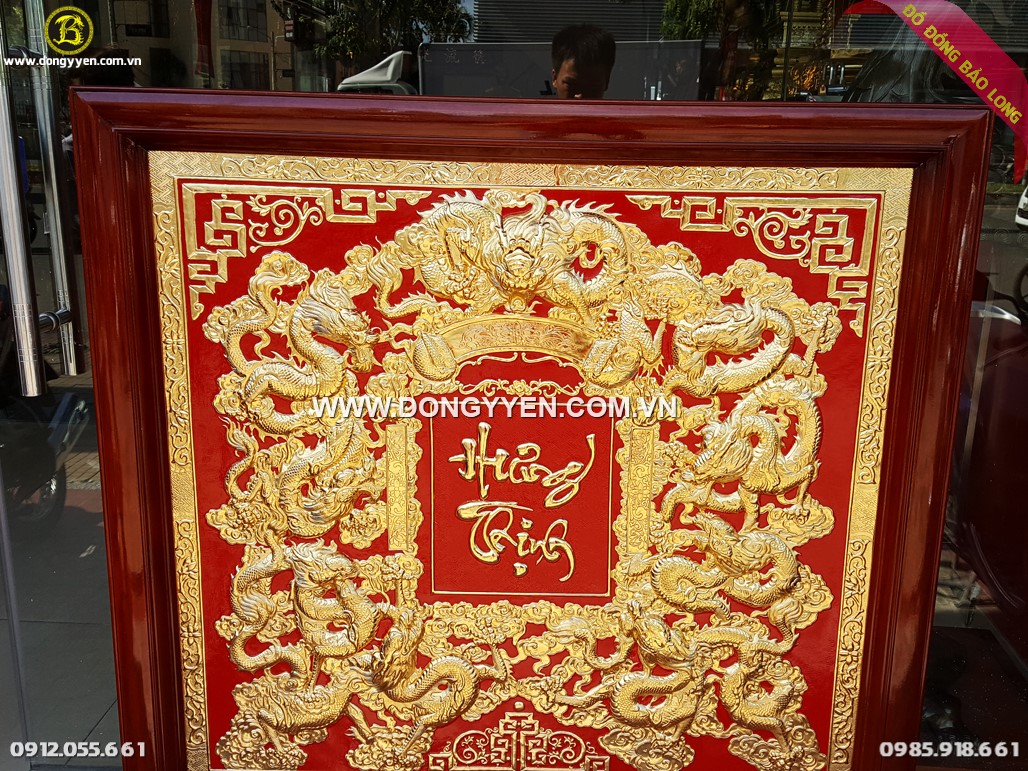 WWW.DONGYYEN.COM.VN
ĐỒ ĐỒNG BẢO LONG
WWW.DONGYYEN.COM.VN
Hưng
Thịnh
0912.055.661
0985.918.661